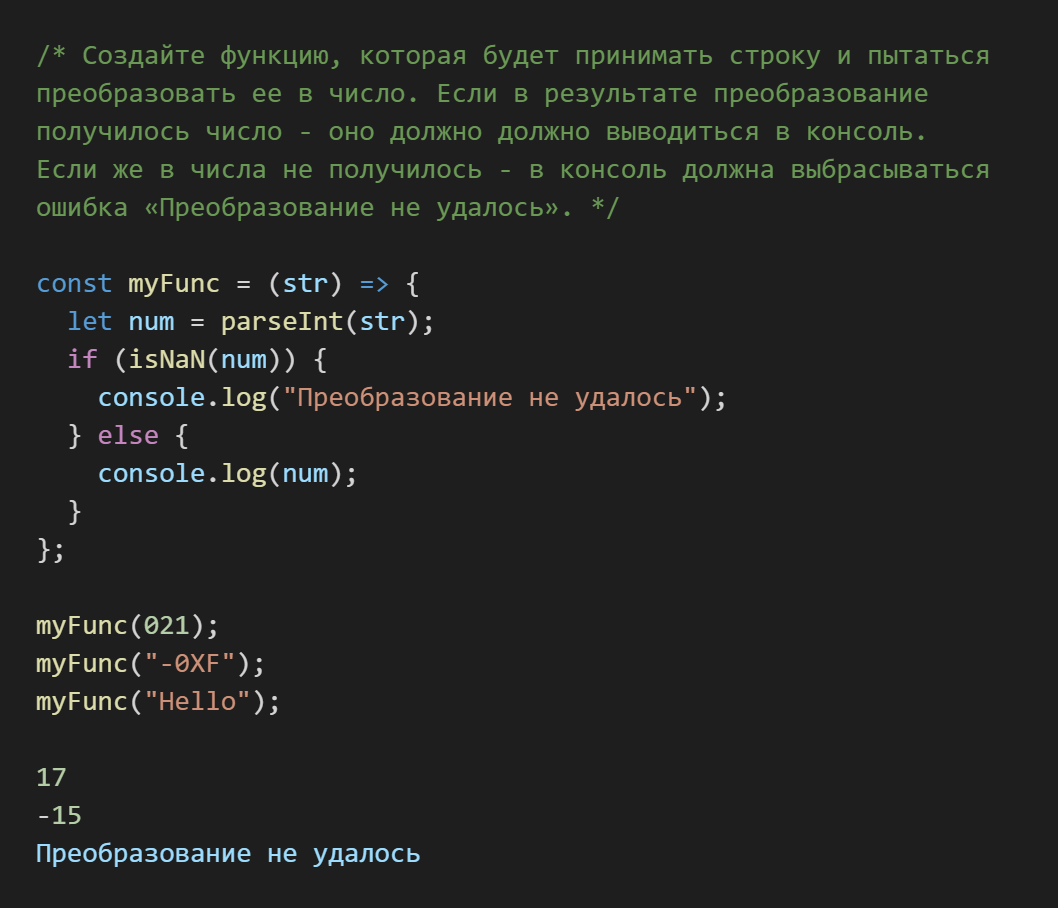 /* Создайте функцию, которая будет принимать строку и пытаться
преобразовать ее в число. Если в результате преобразование
получилось число - оно должно должно выводиться в консоль.
Если же в числа не получилось - в консоль должна выбрасываться
ошибка «Преобразование не удалось». */
const myFunc = (str) => {
let num = parseInt(str);
if (isNaN(num)) {
console.log("Преобразование не удалось");
} else {
console.log(num);
}
};
myFunc(021);
myFunc("-0XF");
myFunc("Hello");
17
-15
Преобразование не удалось